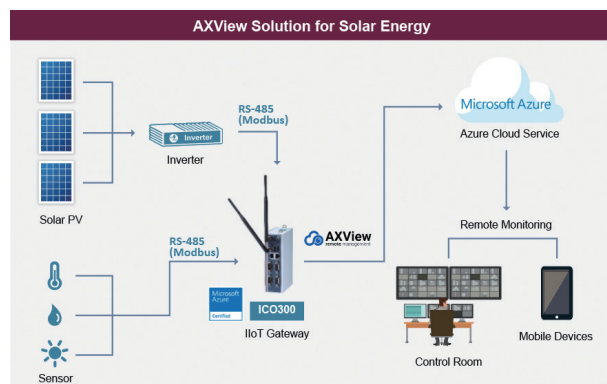 AXView Solution for Solar Energy
Solar PV
Inverter
Inverter
RS-485
(Modbus)
RS-485
(Modbus)
Sensor
Microsoft
Azure
Certified
ICO300
IIoT Gateway
AXView
remote management
Microsoft Azure
Azure Cloud Service
Remote Monitoring
Control Room
Mobile Devices